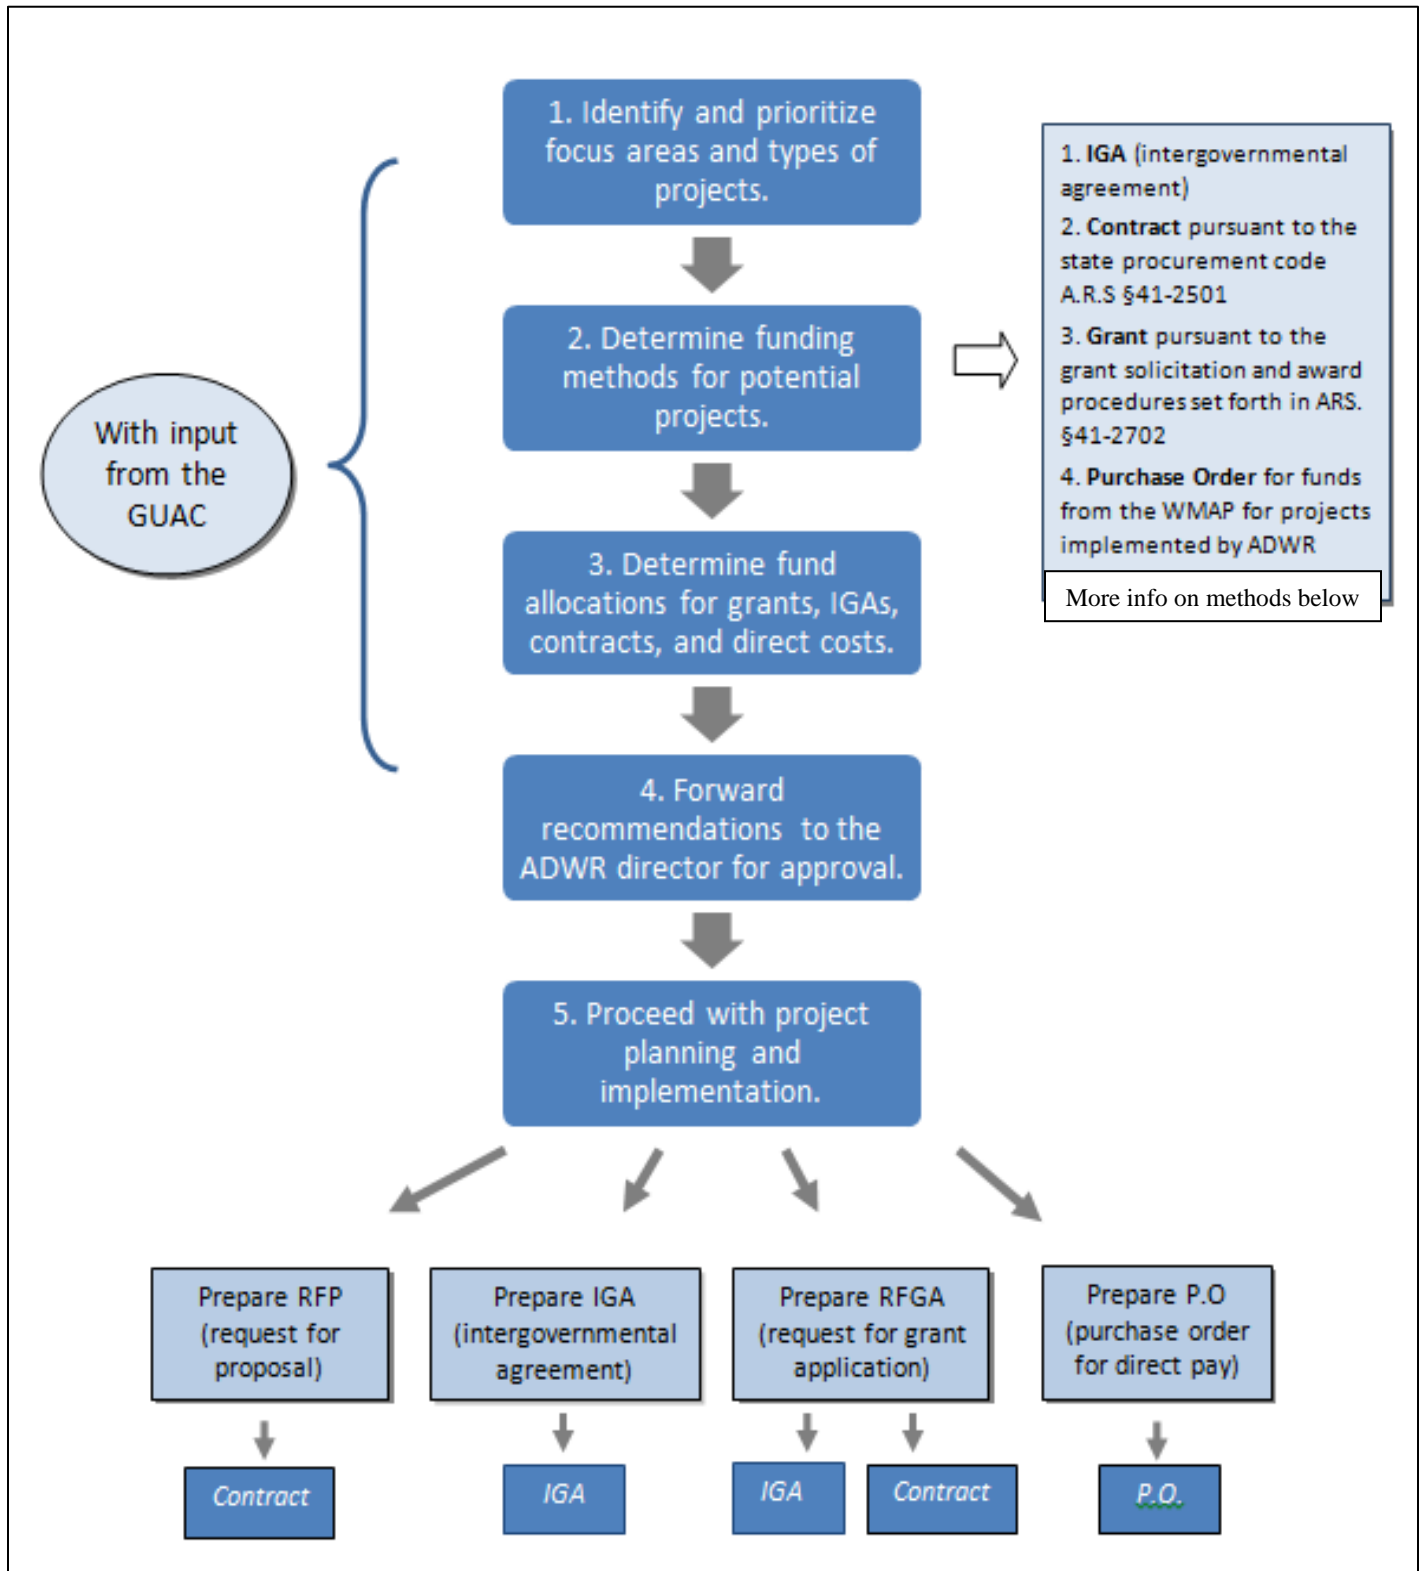 1. Identify and prioritize
focus areas and types of
projects.
1. IGA (intergovernmental
agreement)
2. Contract pursuant to the
state procurement code
A.R.S §41-2501
3. Grant pursuant to the
grant solicitation and award
procedures set forth in ARS.
§41-2702
4. Purchase Order for funds
from the WMAP for projects
implemented by ADWR
More info on methods below
2. Determine funding
methods for potential
projects.
With input
from the
GUAC
3. Determine fund
allocations for grants, IGAs,
contracts, and direct costs.
4. Forward
recommendations to the
ADWR director for approval.
5. Proceed with project
planning and
implementation.
Prepare RFP
(request for
proposal)
Prepare IGA
(intergovernmental
agreement)
Prepare RFGA
(request for grant
application)
Prepare P.O
(purchase order
for direct pay)
Contract
IGA
IGA
Contract
P.O.